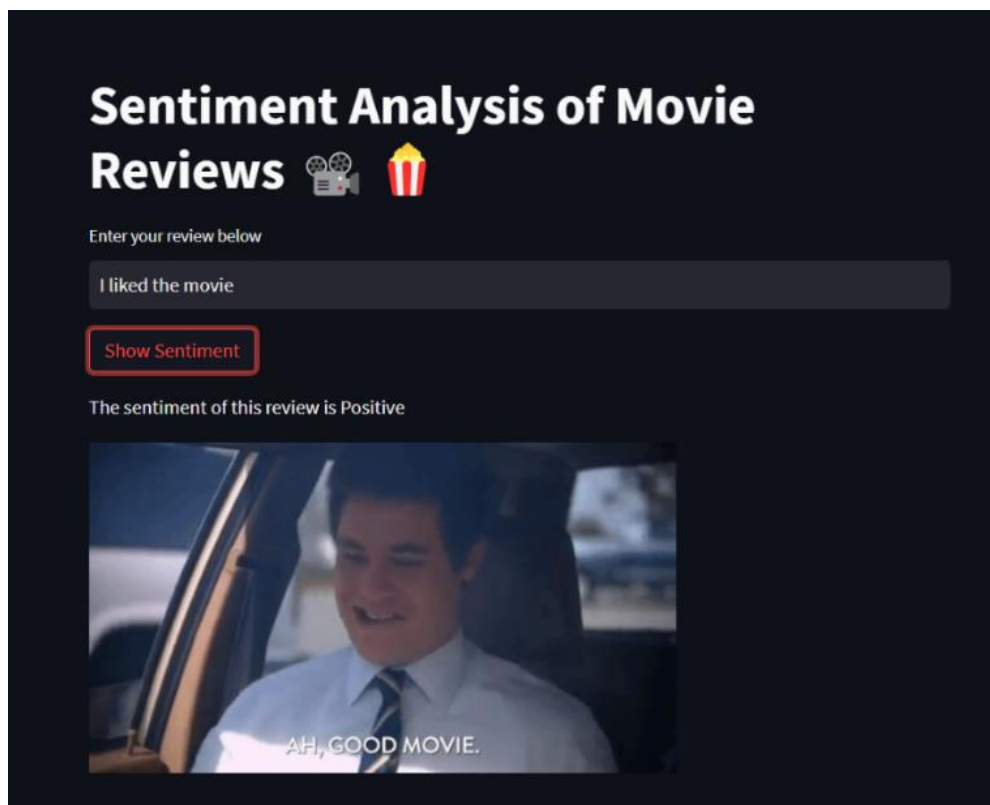 Sentiment Analysis of Movie
Reviews 🎥 🍿
Enter your review below
I liked the movie
Show Sentiment
The sentiment of this review is Positive
AH, GOOD MOVIE.